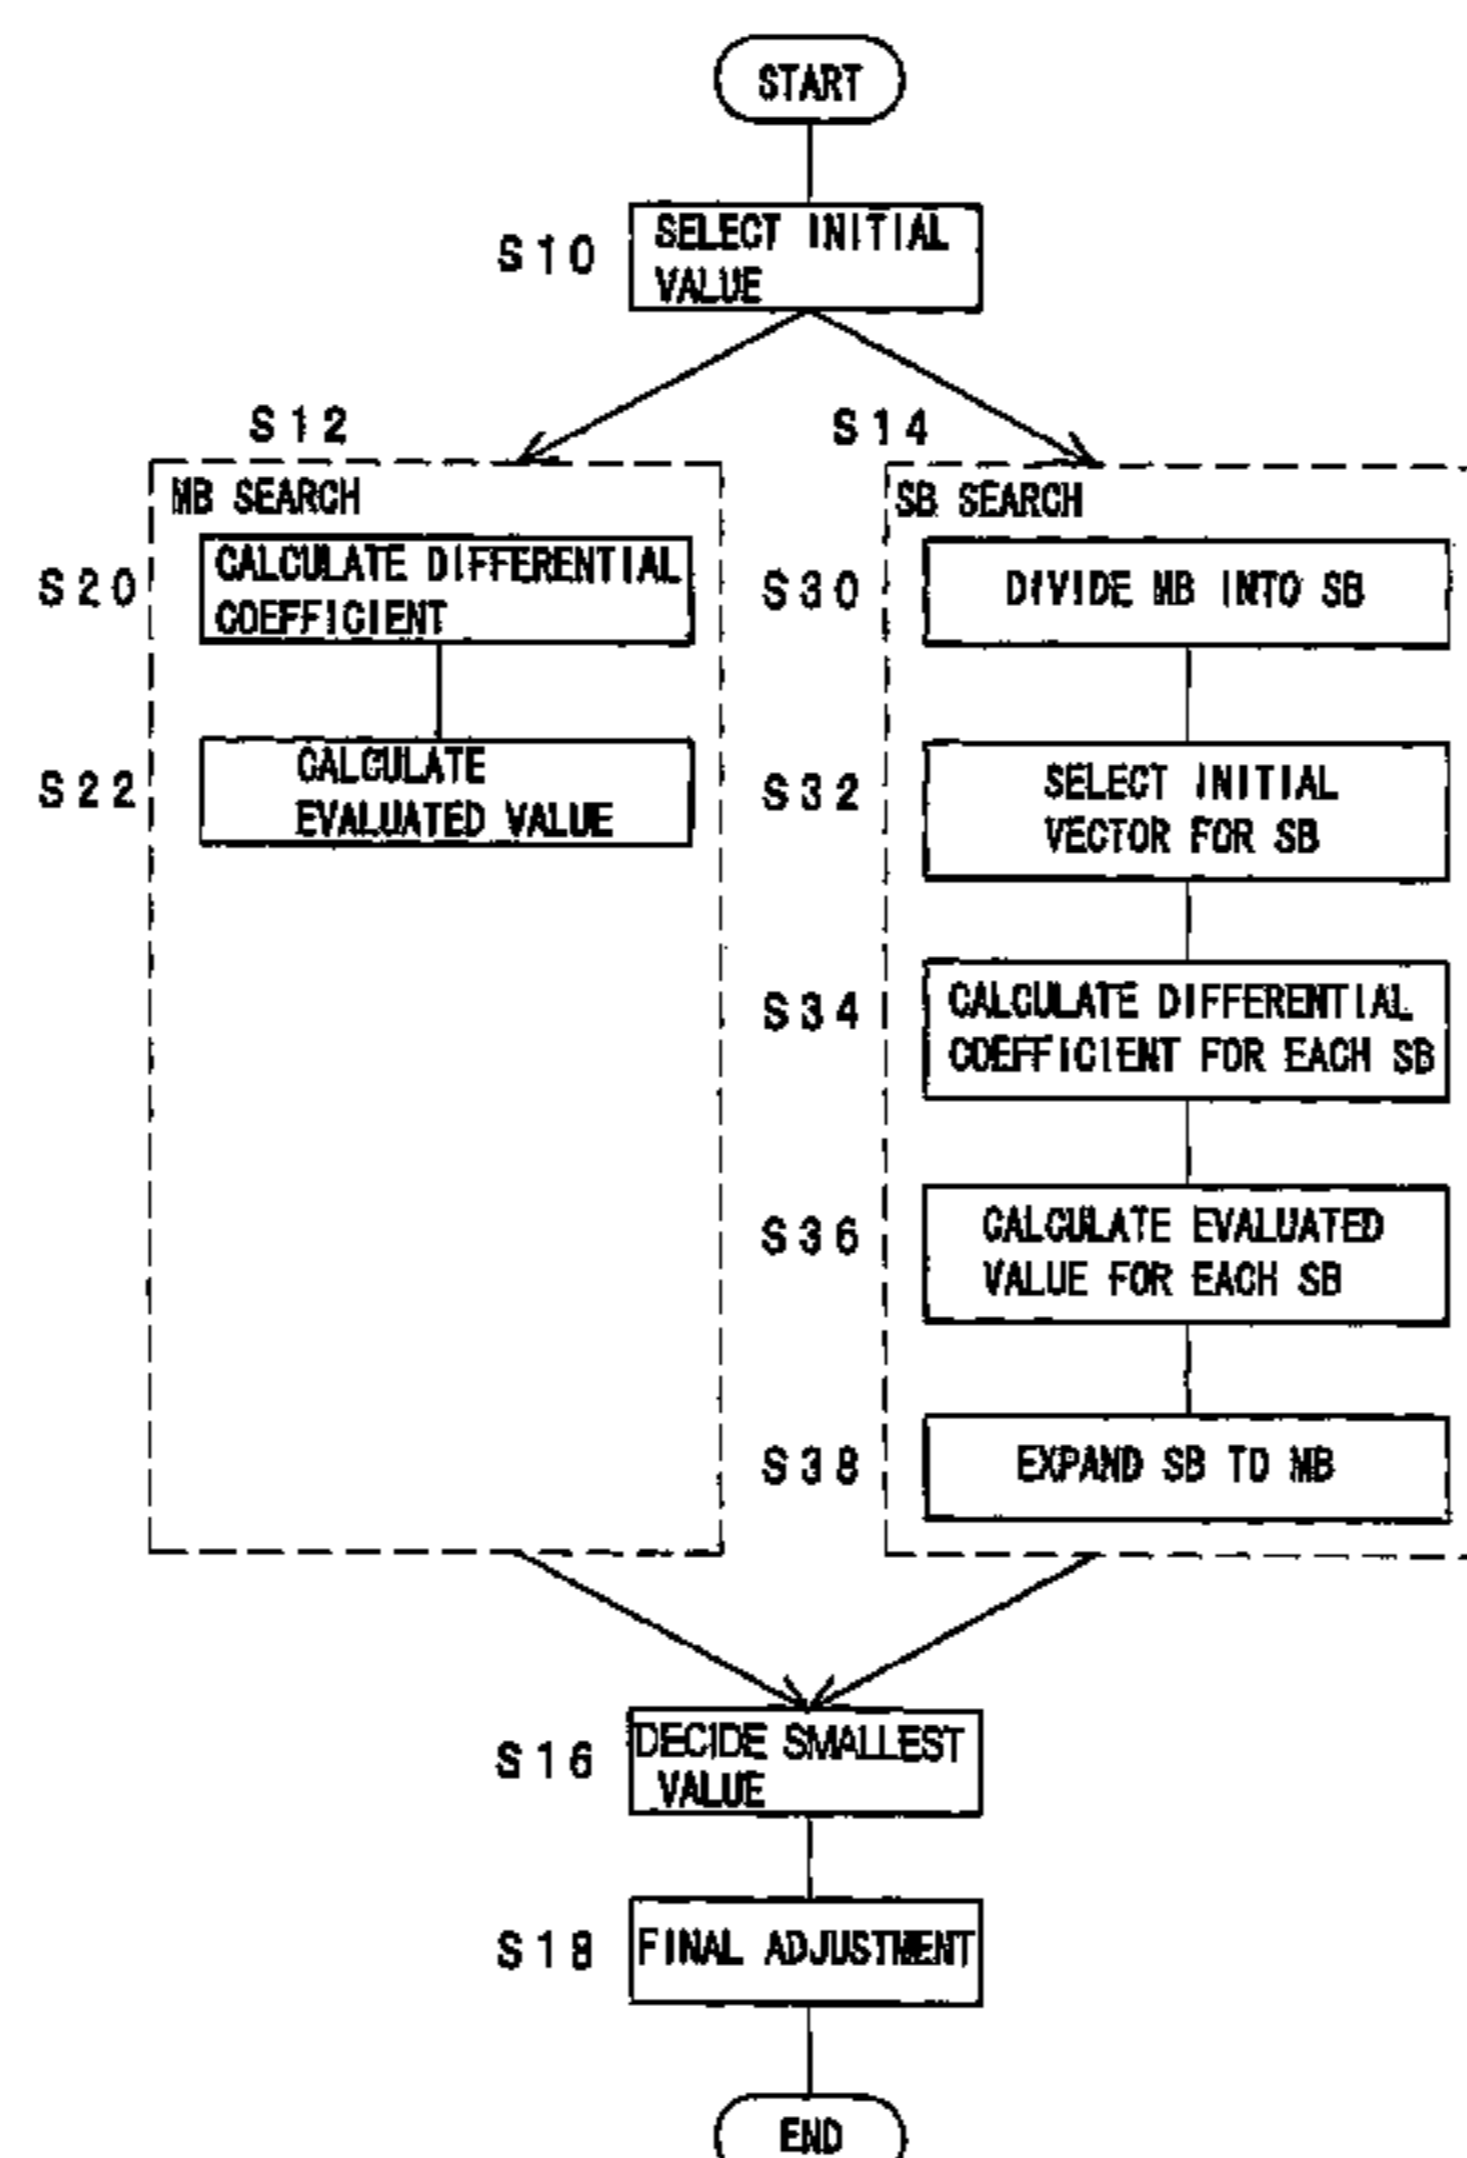 START
S10
SELECT INITIAL
VALUE
S12
MB SEARCH
S20
CALCULATE DIFFERENTIAL
COEFFICIENT
S22
CALCULATE
EVALUATED VALUE
S14
SB SEARCH
S30
DIVIDE MB INTO SB
S32
SELECT INITIAL
VECTOR FOR SB
S34
CALCULATE DIFFERENTIAL
COEFFICIENT FOR EACH SB
S36
CALCULATE EVALUATED
VALUE FOR EACH SB
S38
EXPAND SB TO MB
S16
DECIDE SMALLEST
VALUE
S18
FINAL ADJUSTMENT
END